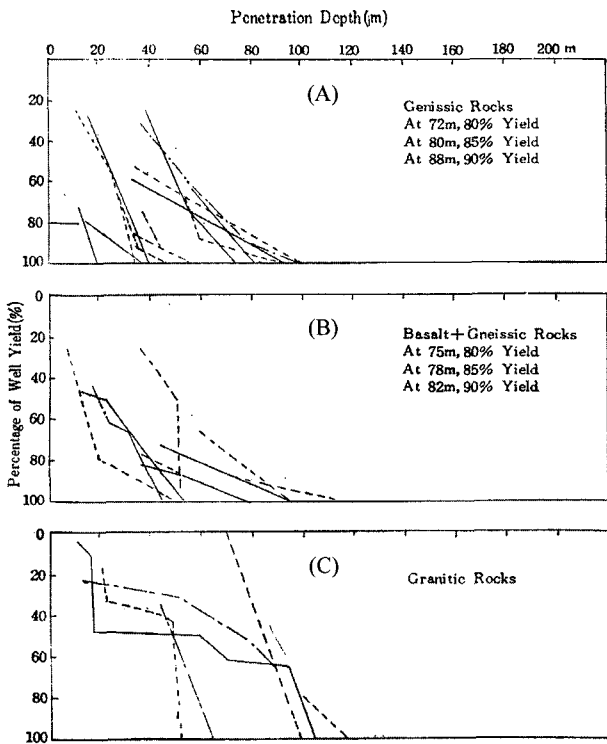 Penetration Depth(m)
0 20 40 60 80 100 120 140 160 180 200 m
(A)
Genissic Rocks
At 72m, 80% Yield
At 80m, 85% Yield
At 88m, 90% Yield
20
40
60
80
100
Percentage of Well Yield(%)
0
(B)
Basalt+Gneissic Rocks
At 75m, 80% Yield
At 78m, 85% Yield
At 82m, 90% Yield
20
40
60
80
100
0
(C)
Granitic Rocks
20
40
60
80
100